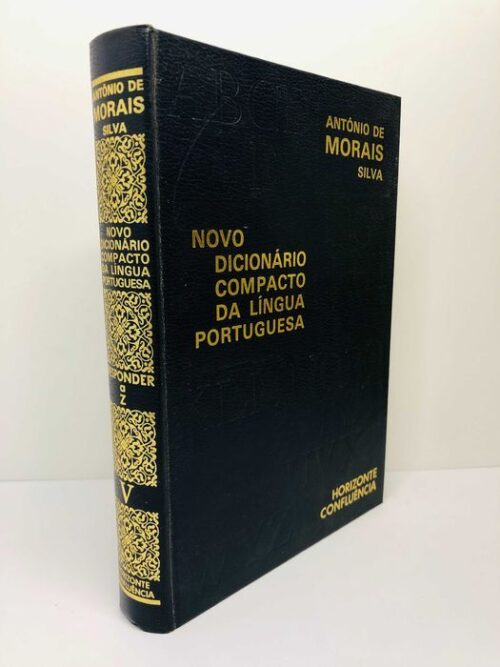 ANTÓNIO DE
MORAIS
SILVA
NOVO
DICIONÁRIO
COMPACTO
DA LÍNGUA
PORTUGUESA
a
Z
V
HORIZONTE
CONFLUÊNCIA
ANTÓNIO DE
MORAIS
SILVA
NOVO
DICIONÁRIO
COMPACTO
DA LÍNGUA
PORTUGUESA
HORIZONTE
CONFLUÊNCIA